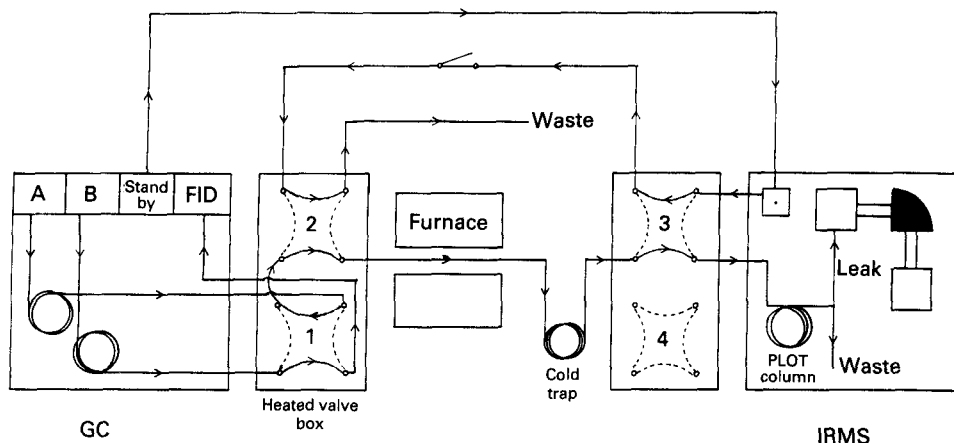 Waste
A
B
Stand
by
FID
2
Furnace
3
Leak
1
4
Cold
trap
PLOT
column
Waste
Heated valve
box
GC
IRMS